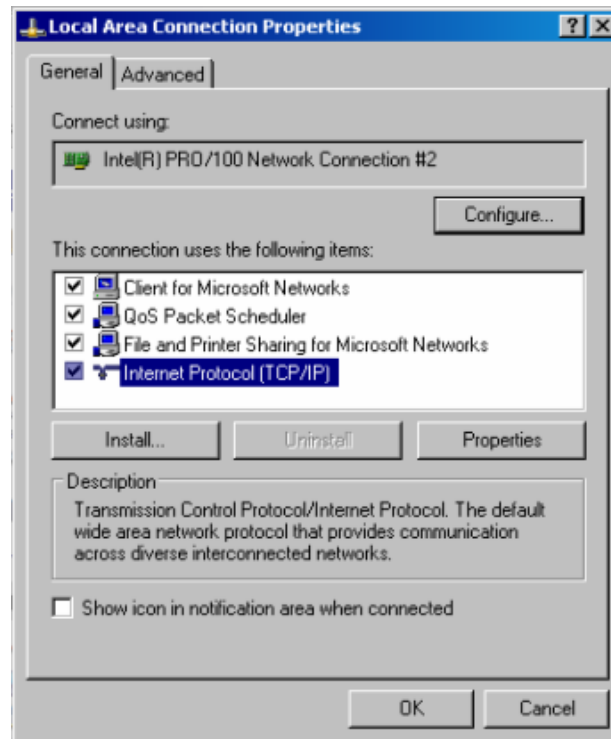 Local Area Connection Properties
General Advanced
Connect using:
Intel(R) PRO/100 Network Connection #2
Configure...
This connection uses the following items:
Client for Microsoft Networks
QoS Packet Scheduler
File and Printer Sharing for Microsoft Networks
Internet Protocol (TCP/IP)
Install... Uninstall Properties
Description
Transmission Control Protocol/Internet Protocol. The default
wide area network protocol that provides communication
across diverse interconnected networks.
Show icon in notification area when connected
OK Cancel